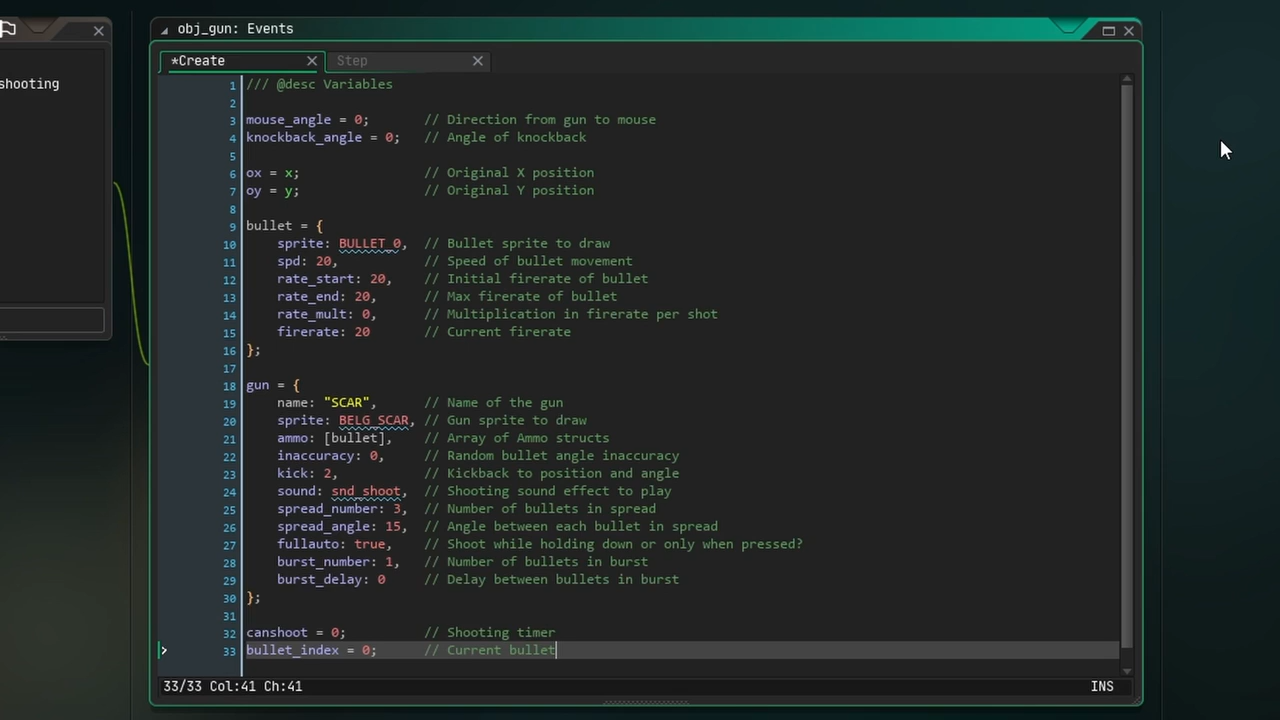 obj_gun: Events
shooting
*Create
Step
1 /// @desc Variables
2
3 mouse_angle = 0; // Direction from gun to mouse
4 knockback_angle = 0; // Angle of knockback
5
6 ox = x; // Original X position
7 oy = y; // Original Y position
8
9 bullet = {
10 sprite: BULLET_0, // Bullet sprite to draw
11 spd: 20, // Speed of bullet movement
12 rate_start: 20, // Initial firerate of bullet
13 rate_end: 20, // Max firerate of bullet
14 rate_mult: 0, // Multiplication in firerate per shot
15 firerate: 20 // Current firerate
16 };
17
18 gun = {
19 name: "SCAR", // Name of the gun
20 sprite: BELG_SCAR, // Gun sprite to draw
21 ammo: [bullet], // Array of Ammo structs
22 inaccuracy: 0, // Random bullet angle inaccuracy
23 kick: 2, // Kickback to position and angle
24 sound: snd_shoot, // Shooting sound effect to play
25 spread_number: 3, // Number of bullets in spread
26 spread_angle: 15, // Angle between each bullet in spread
27 fullauto: true, // Shoot while holding down or only when pressed?
28 burst_number: 1, // Number of bullets in burst
29 burst_delay: 0 // Delay between bullets in burst
30 };
31
32 canshoot = 0; // Shooting timer
33 bullet_index = 0; // Current bullet
33/33 Col:41 Ch:41
INS